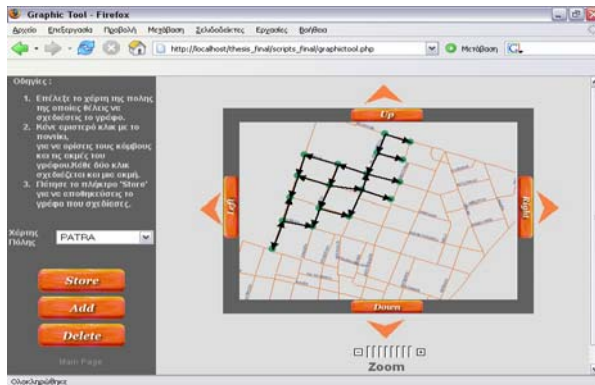 Graphic Tool - Firefox
Αρχείο Επεξεργασία Προβολή Μετάβαση Σελιδοδείκτες Εργασίες Βοήθεια
http://localhost/thesis_final/scripts_final/graphictool.php
Μετάβαση
Οδηγίες :
1. Επέλεξε το χάρτη της πολης
της οποίας θέλεις να
σχεδιάσεις το γράφο.
2. Κάνε αριστερό κλικ με το
ποντίκι,
για να ορίσεις τους κόμβους
και τις ακμές του
γράφου.Κάθε δύο κλικ
σχεδιάζεται και μια ακμή.
3. Πάτησε το πλήκτρο 'Store'
για να αποθηκεύσεις το
γράφο που σχεδίασες.
Χάρτης
Πόλης
PATRA
Store
Add
Delete
Main Page
Up
Left
Right
Down
Zoom
Ολοκληρώθηκε